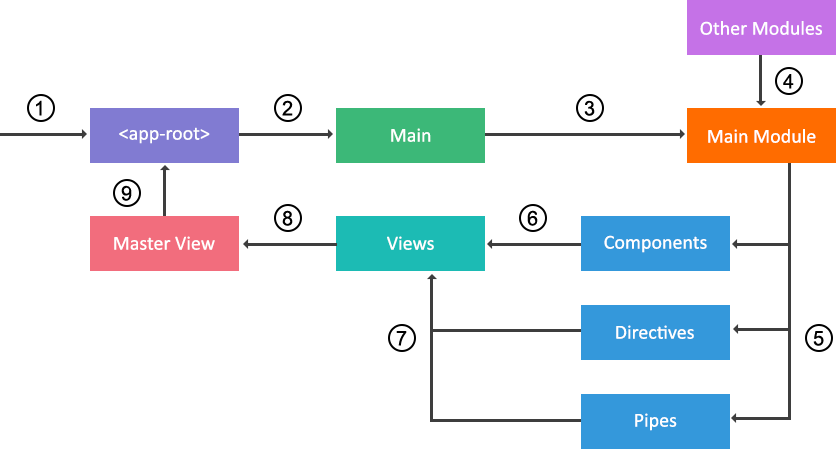 Other Modules
④
①
②
③
<app-root>
Main
Main Module
⑨
⑧
⑥
Master View
Views
Components
⑦
Directives
⑤
Pipes